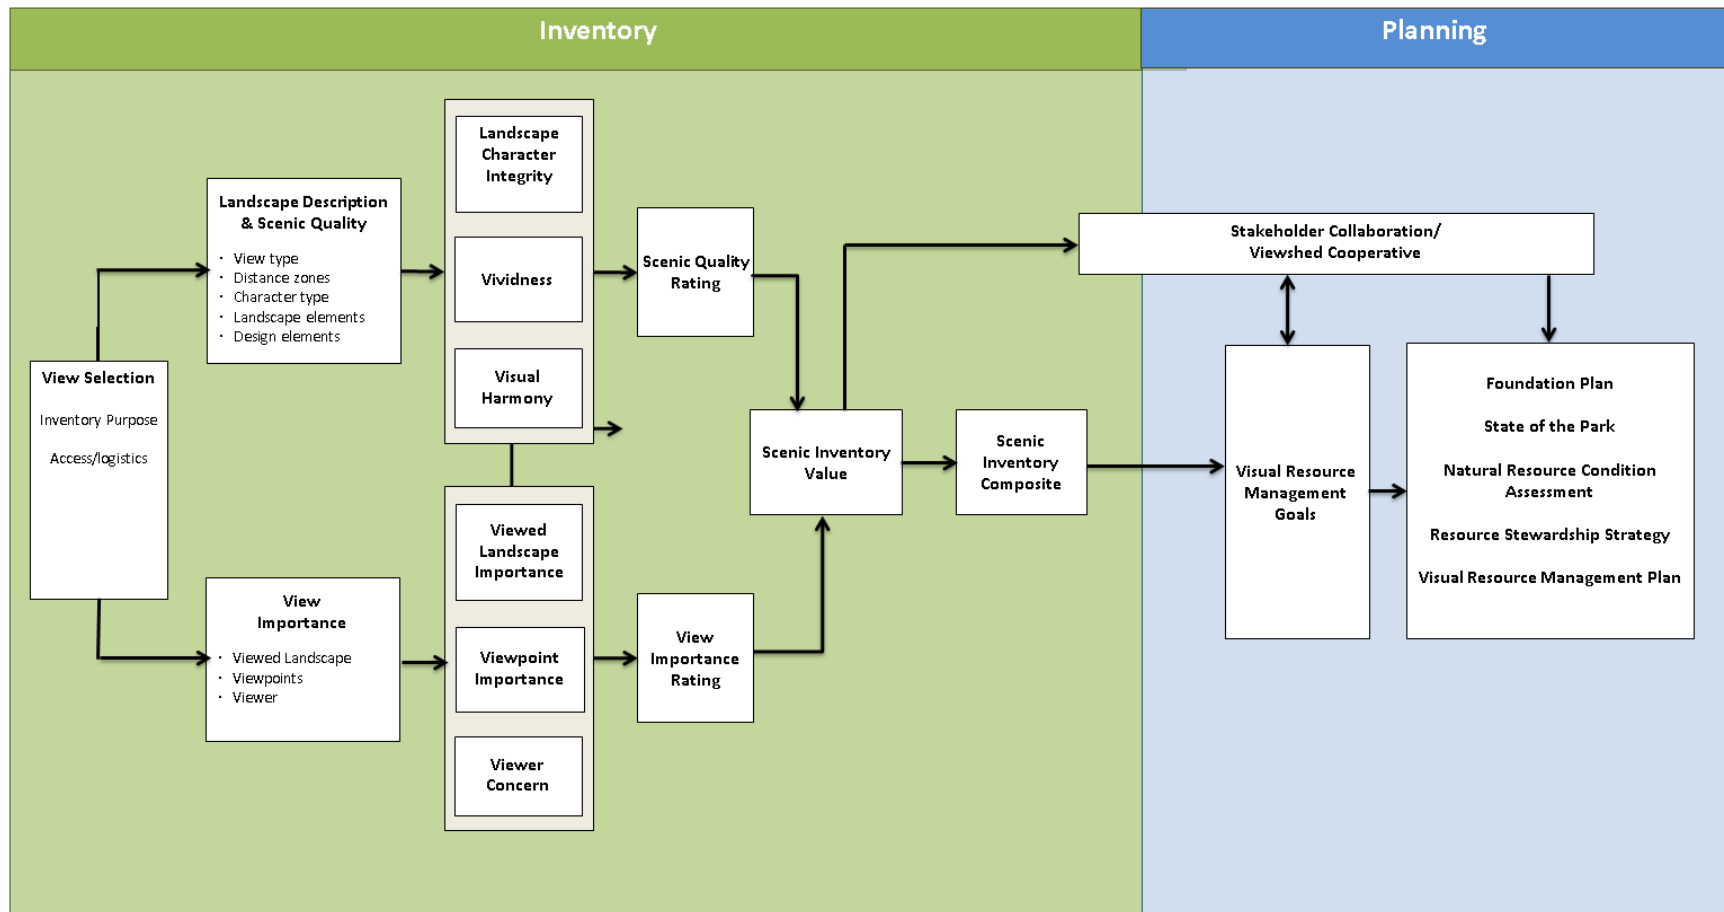 Inventory
Planning
View Selection
Inventory Purpose
Access/logistics
Landscape Description
& Scenic Quality
· View type
· Distance zones
· Character type
· Landscape elements
· Design elements
View
Importance
· Viewed Landscape
· Viewpoints
· Viewer
Landscape
Character
Integrity
Vividness
Visual
Harmony
Viewed
Landscape
Importance
Viewpoint
Importance
Viewer
Concern
Scenic Quality
Rating
View
Importance
Rating
Scenic Inventory
Value
Scenic
Inventory
Composite
Stakeholder Collaboration/
Viewshed Cooperative
Visual Resource
Management
Goals
Foundation Plan
State of the Park
Natural Resource Condition
Assessment
Resource Stewardship Strategy
Visual Resource Management Plan